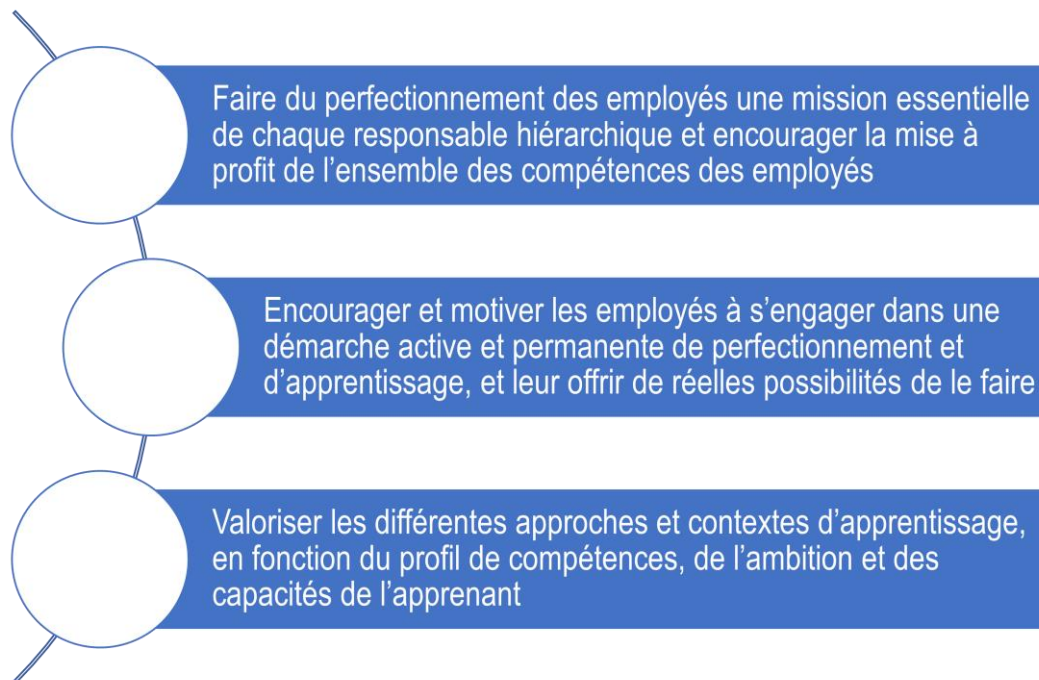 Faire du perfectionnement des employés une mission essentielle
de chaque responsable hiérarchique et encourager la mise à
profit de l’ensemble des compétences des employés
Encourager et motiver les employés à s’engager dans une
démarche active et permanente de perfectionnement et
d’apprentissage, et leur offrir de réelles possibilités de le faire
Valoriser les différentes approches et contextes d’apprentissage,
en fonction du profil de compétences, de l’ambition et des
capacités de l’apprenant